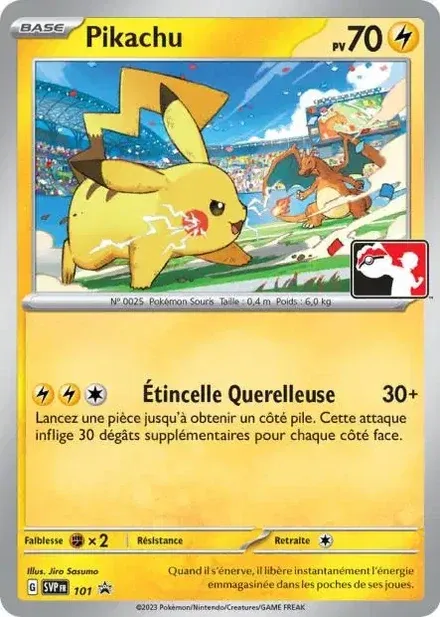 BASE Pikachu PV 70
N° 0025 Pokémon Souris Taille : 0,4 m Poids : 6,0 kg
Étincelle Querelleuse 30+
Lancez une pièce jusqu'à obtenir un côté pile. Cette attaque
inflige 30 dégâts supplémentaires pour chaque côté face.
Faiblesse ×2 Résistance Retraite
Illus. Jiro Sasumo
G SVP FR 101
Quand il s'énerve, il libère instantanément l'énergie
emmagasinée dans les poches de ses joues.
©2023 Pokémon/Nintendo/Creatures/GAME FREAK